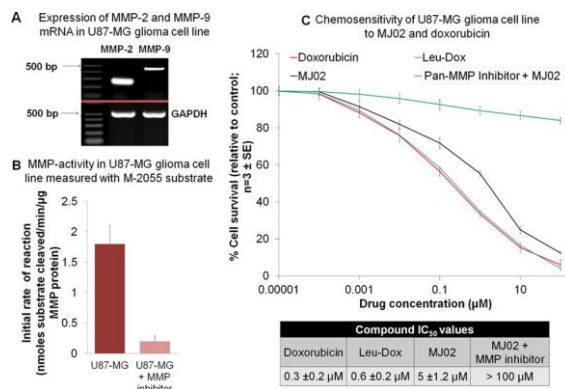 A Expression of MMP-2 and MMP-9
mRNA in U87-MG glioma cell
line
MMP-2 MMP-9
500 bp
500 bp
GAPDH
B MMP-activity in U87-MG glioma cell
line measured with M-2055 substrate
Initial rate of reaction
(nmoles substrate cleaved/min/µg
MMP protein)
2.5
2
1.5
1
0.5
0
U87-MG
U87-MG
+ MMP
inhibitor
C Chemosensitivity of U87-MG glioma cell line
to MJ02 and doxorubicin
Doxorubicin
Leu-Dox
MJ02
Pan-MMP Inhibitor + MJ02
% Cell survival (relative to control;
n=3 ± SE)
120
100
80
60
40
20
0
0.00001 0.001 0.1 10
Drug concentration (µM)
Compound IC50 values
Doxorubicin Leu-Dox MJ02 MJ02 +
MMP inhibitor
0.3 ±0.2 µM 0.6 ±0.2 µM 5 ±1.2 µM > 100 µM